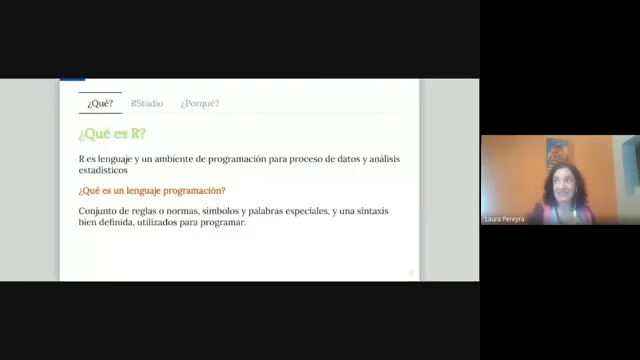 ¿Qué? RStudio ¿Porqué?
¿Qué es R?
R es lenguaje y un ambiente de programación para proceso de datos y análisis
estadísticos
¿Qué es un lenguaje programación?
Conjunto de reglas o normas, símbolos y palabras especiales, y una sintaxis
bien definida, utilizados para programar.
Laura Pereyra